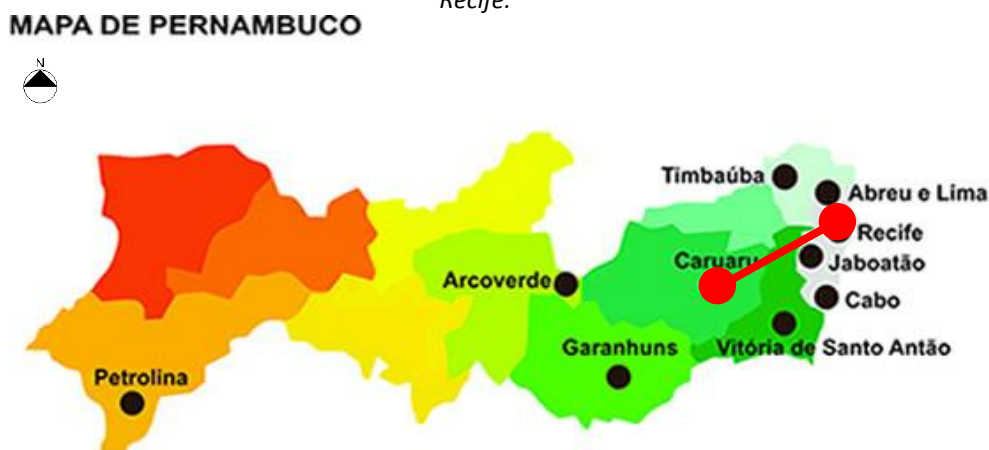 Recife.
MAPA DE PERNAMBUCO
N
Timbaúba
Abreu e Lima
Recife
Caruaru
Jaboatão
Arcoverde
Cabo
Garanhuns
Vitória de Santo Antão
Petrolina